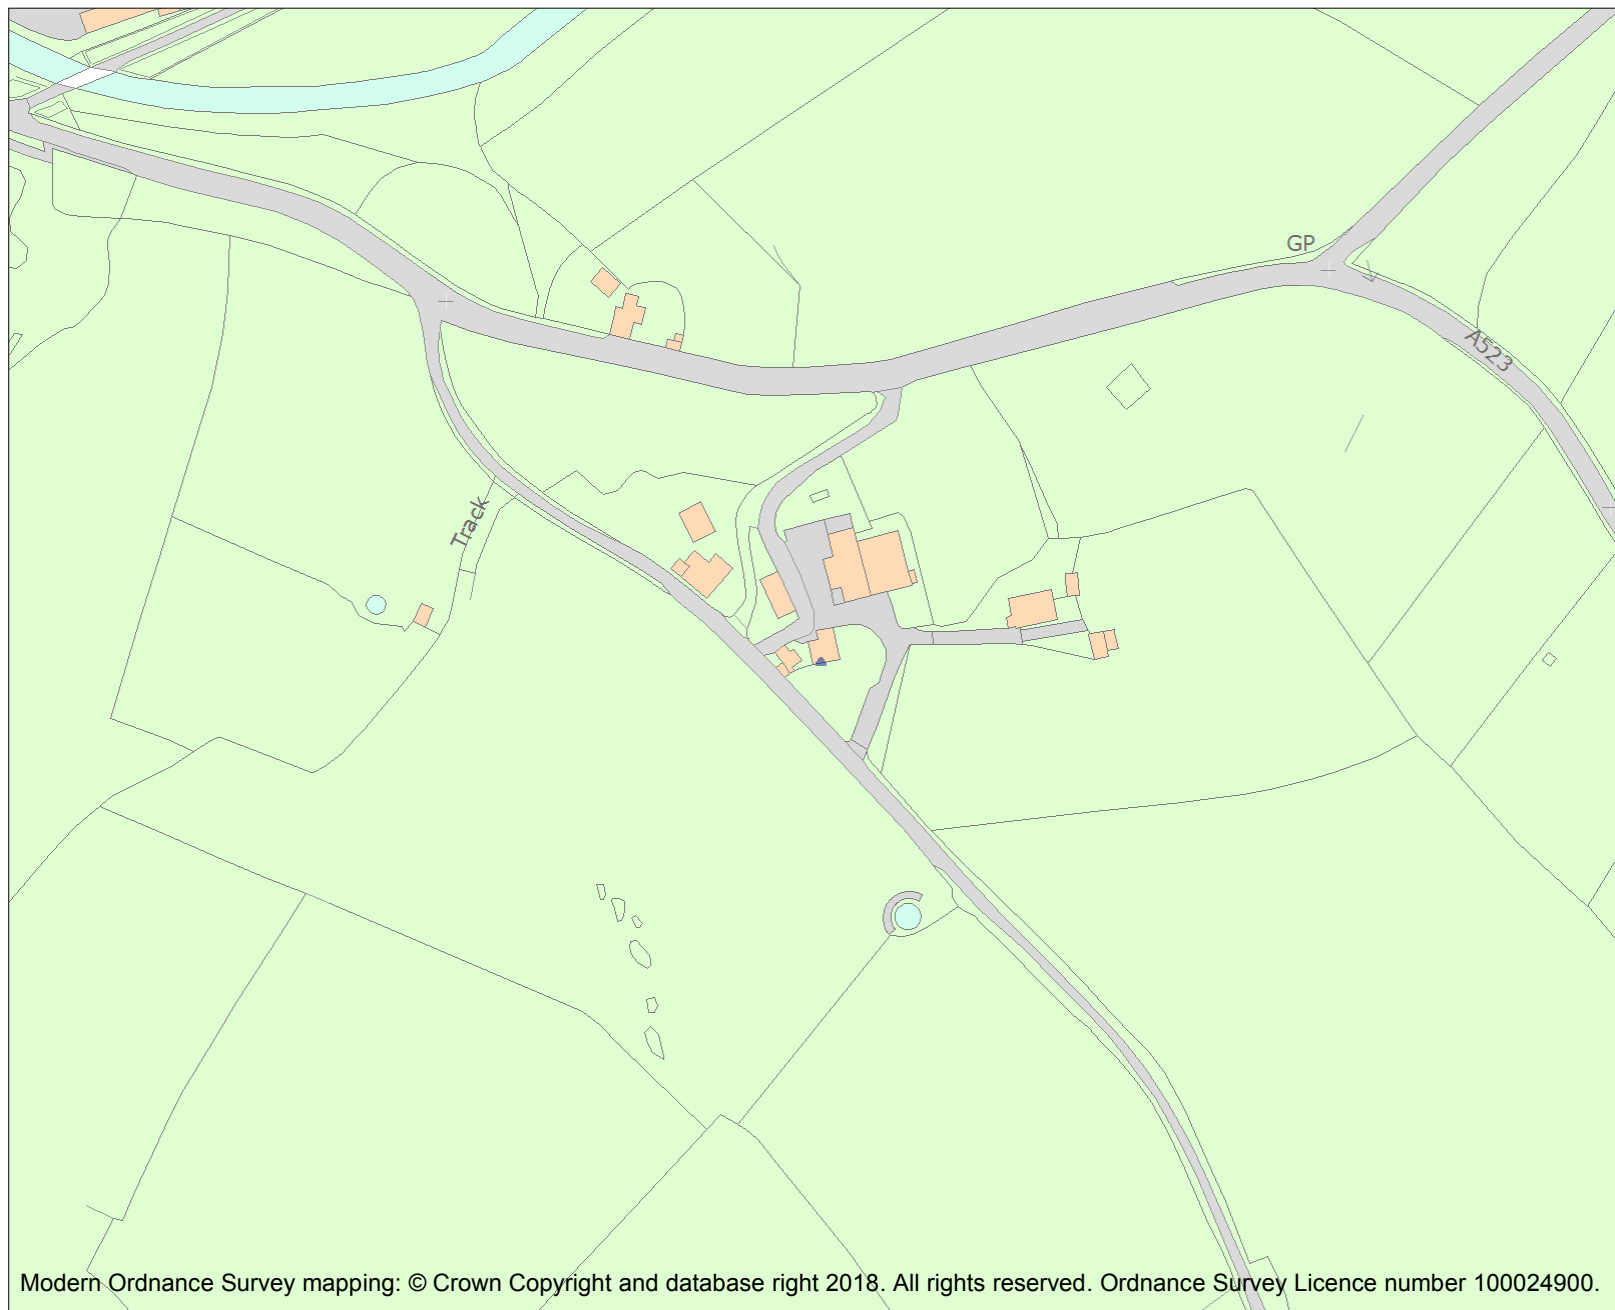 GP
A523
Track
Modern Ordnance Survey mapping: © Crown Copyright and database right 2018. All rights reserved. Ordnance Survey Licence number 100024900.